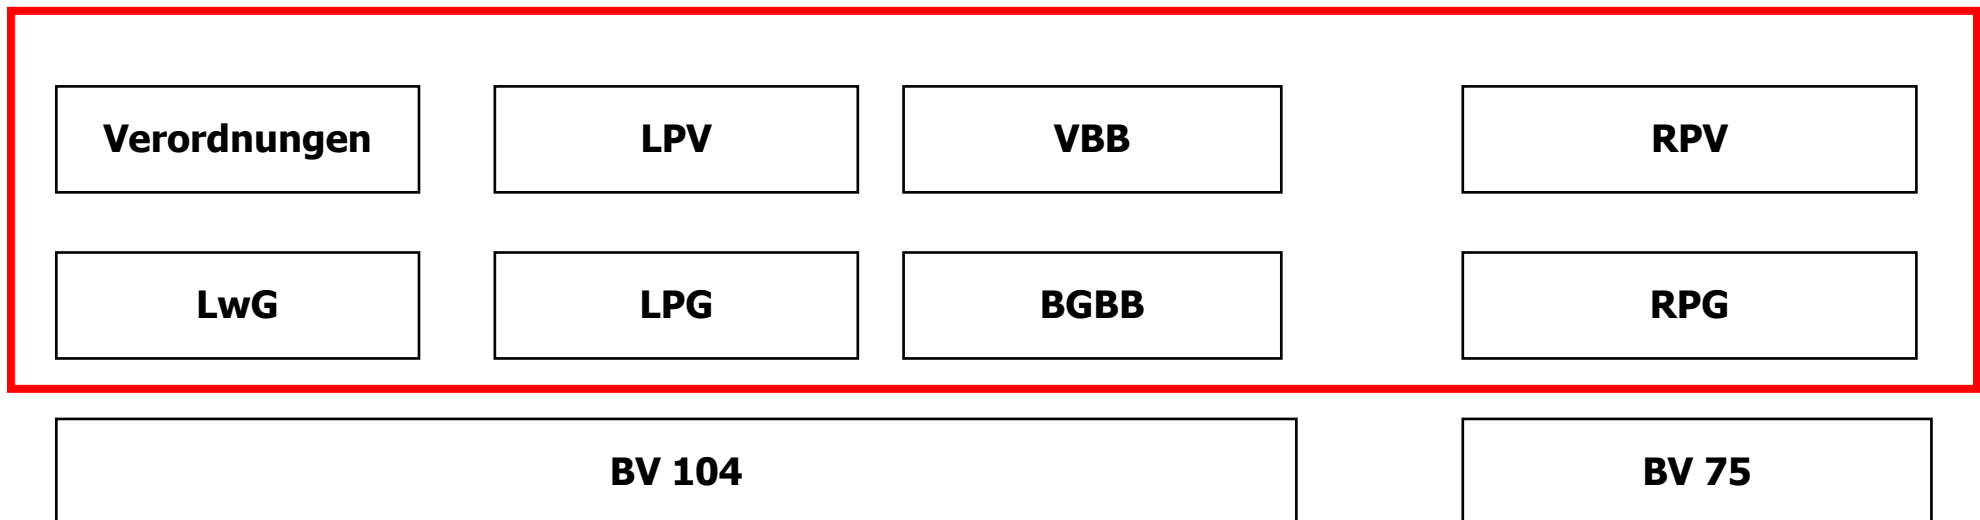 Verordnungen LPV VBB RPV
LwG LPG BGBB RPG
BV 104 BV 75